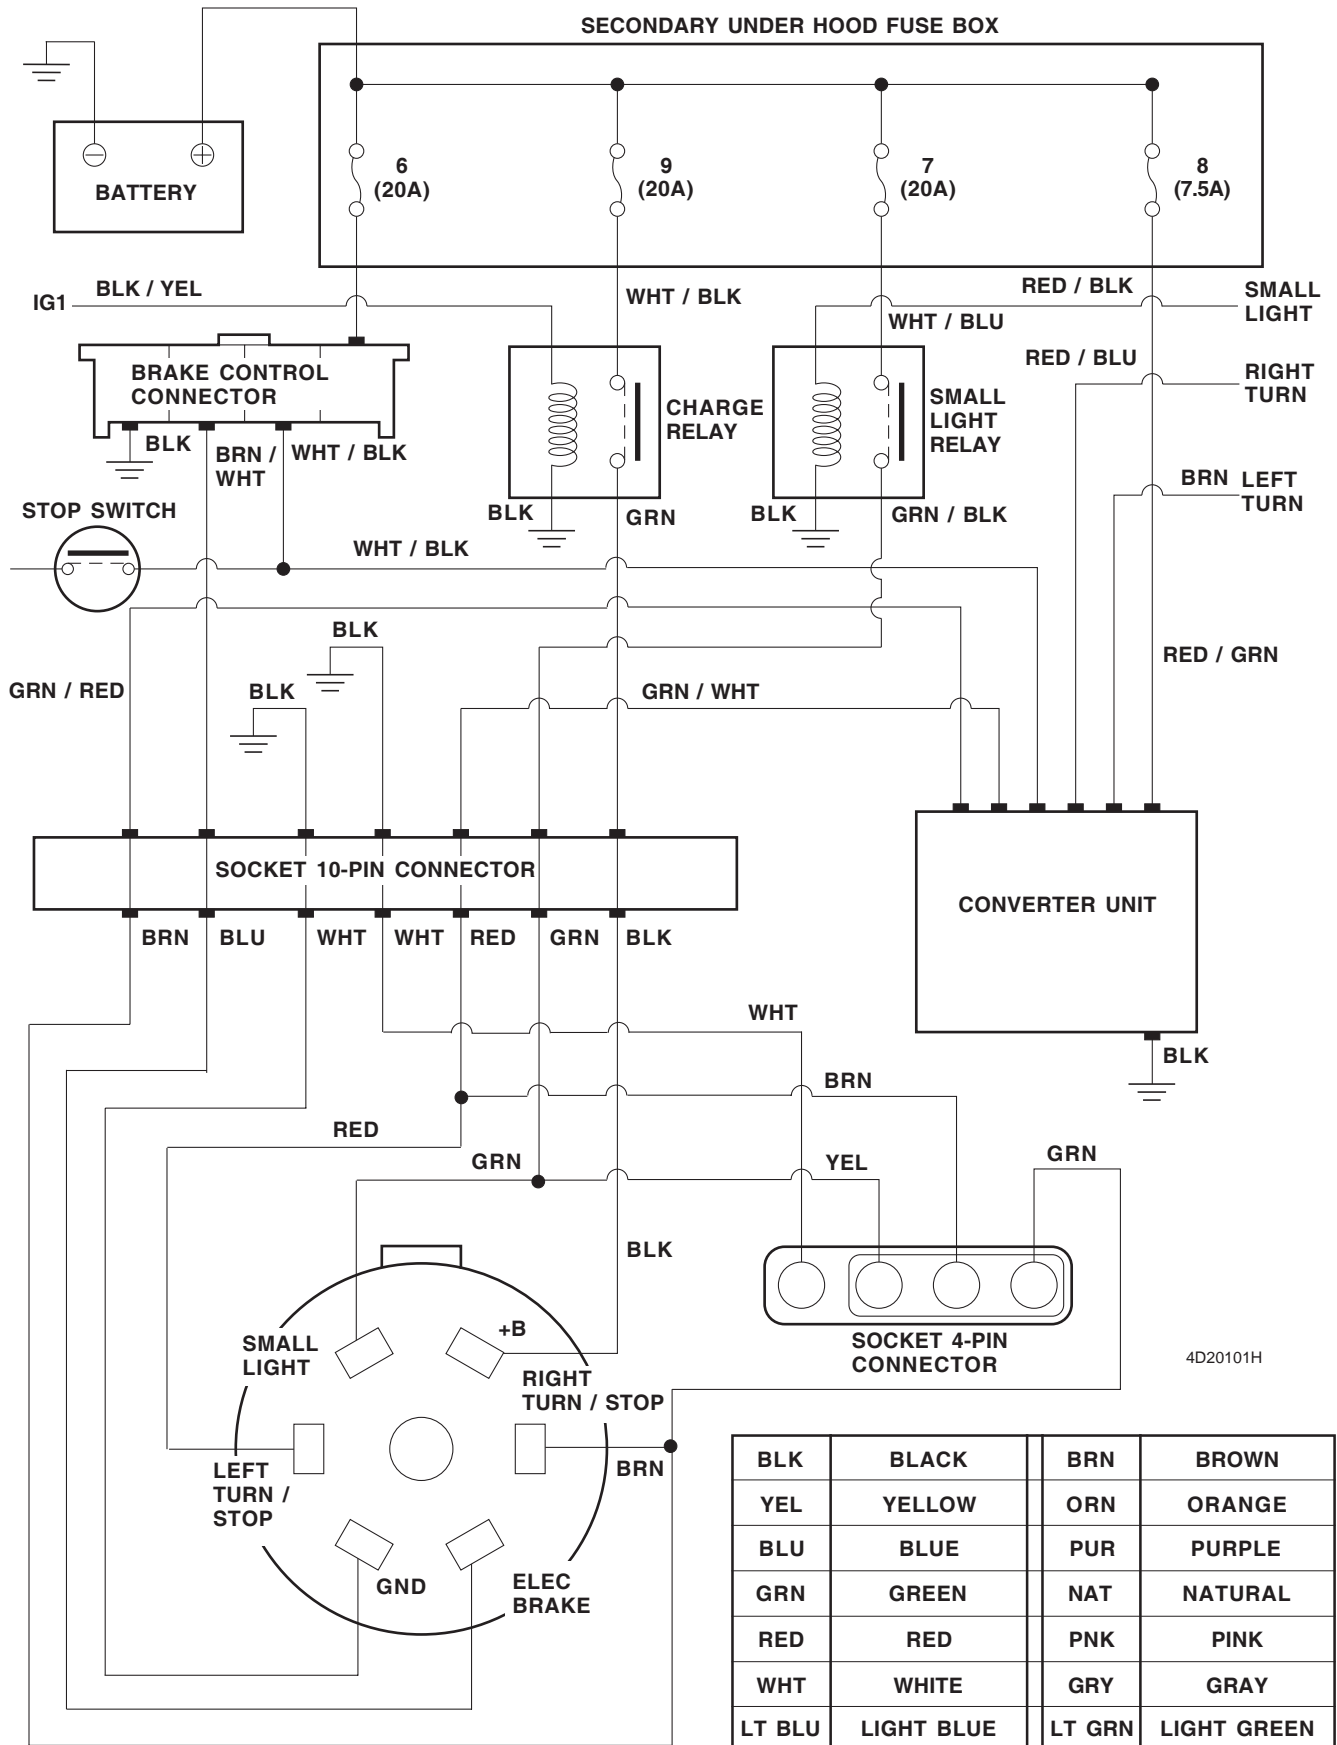 SECONDARY UNDER HOOD FUSE BOX
6
(20A)
9
(20A)
7
(20A)
8
(7.5A)
BATTERY
IG1
BLK / YEL
WHT / BLK
RED / BLK
SMALL
LIGHT
WHT / BLU
RED / BLU
RIGHT
TURN
BRAKE CONTROL
CONNECTOR
CHARGE
RELAY
SMALL
LIGHT
RELAY
BLK
BRN /
WHT
WHT / BLK
BRN
LEFT
TURN
STOP SWITCH
BLK
GRN
BLK
GRN / BLK
WHT / BLK
BLK
GRN / RED
BLK
GRN / WHT
RED / GRN
SOCKET 10-PIN CONNECTOR
CONVERTER UNIT
BRN
BLU
WHT
WHT
RED
GRN
BLK
WHT
BLK
BRN
RED
GRN
YEL
GRN
BLK
SMALL
LIGHT
+B
RIGHT
TURN / STOP
SOCKET 4-PIN
CONNECTOR
4D20101H
LEFT
TURN /
STOP
BRN
GND
ELEC
BRAKE
BLK BLACK BRN BROWN
YEL YELLOW ORN ORANGE
BLU BLUE PUR PURPLE
GRN GREEN NAT NATURAL
RED RED PNK PINK
WHT WHITE GRY GRAY
LT BLU LIGHT BLUE LT GRN LIGHT GREEN